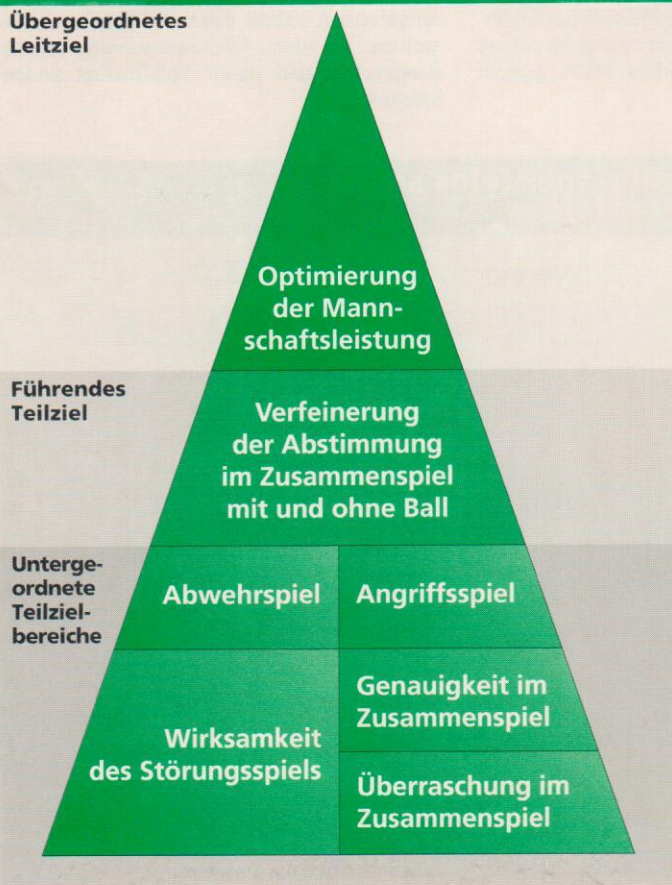 Übergeordnetes
Leitziel
Optimierung
der Mann-
schaftsleistung
Führendes
Teilziel
Verfeinerung
der Abstimmung
im Zusammenspiel
mit und ohne Ball
Unterge-
ordnete
Teilziel-
bereiche
Abwehrspiel
Angriffsspiel
Wirksamkeit
des Störungsspiels
Genauigkeit im
Zusammenspiel
Überraschung im
Zusammenspiel